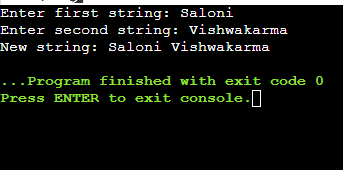 Enter first string: Saloni
Enter second string: Vishwakarma
New string: Saloni Vishwakarma
...Program finished with exit code 0
Press ENTER to exit console.